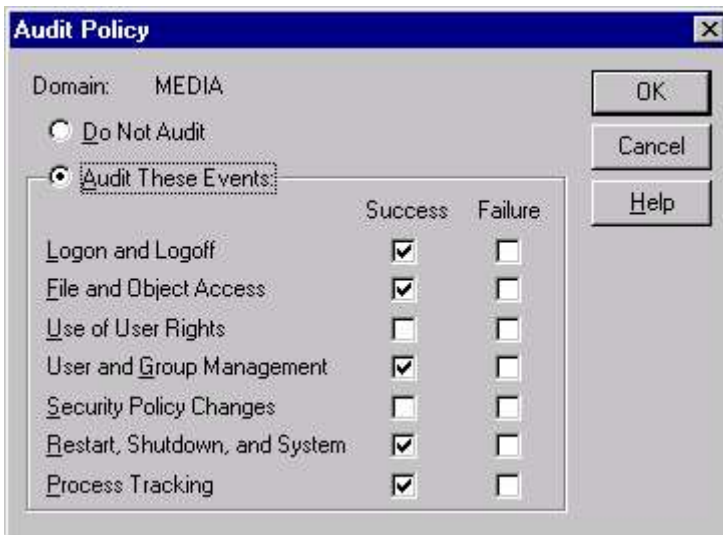 Audit Policy
Domain: MEDIA
OK
Do Not Audit
Cancel
Audit These Events:
Help
Success Failure
Logon and Logoff
File and Object Access
Use of User Rights
User and Group Management
Security Policy Changes
Restart, Shutdown, and System
Process Tracking